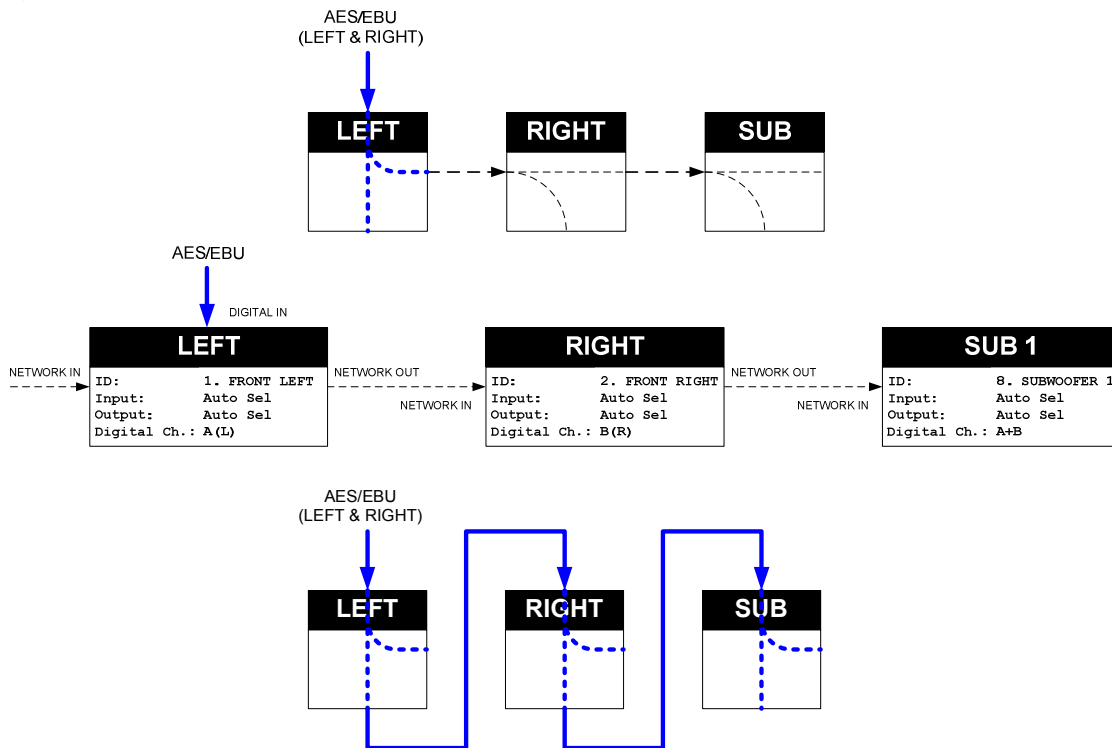 AES/EBU
(LEFT & RIGHT)
LEFT
RIGHT
SUB
AES/EBU
DIGITAL IN
LEFT
RIGHT
SUB 1
NETWORK IN
ID: 1. FRONT LEFT
Input: Auto Sel
Output: Auto Sel
Digital Ch.: A(L)
NETWORK OUT
NETWORK IN
ID: 2. FRONT RIGHT
Input: Auto Sel
Output: Auto Sel
Digital Ch.: B(R)
NETWORK OUT
NETWORK IN
ID: 8. SUBWOOFER 1
Input: Auto Sel
Output: Auto Sel
Digital Ch.: A+B
AES/EBU
(LEFT & RIGHT)
LEFT
RIGHT
SUB